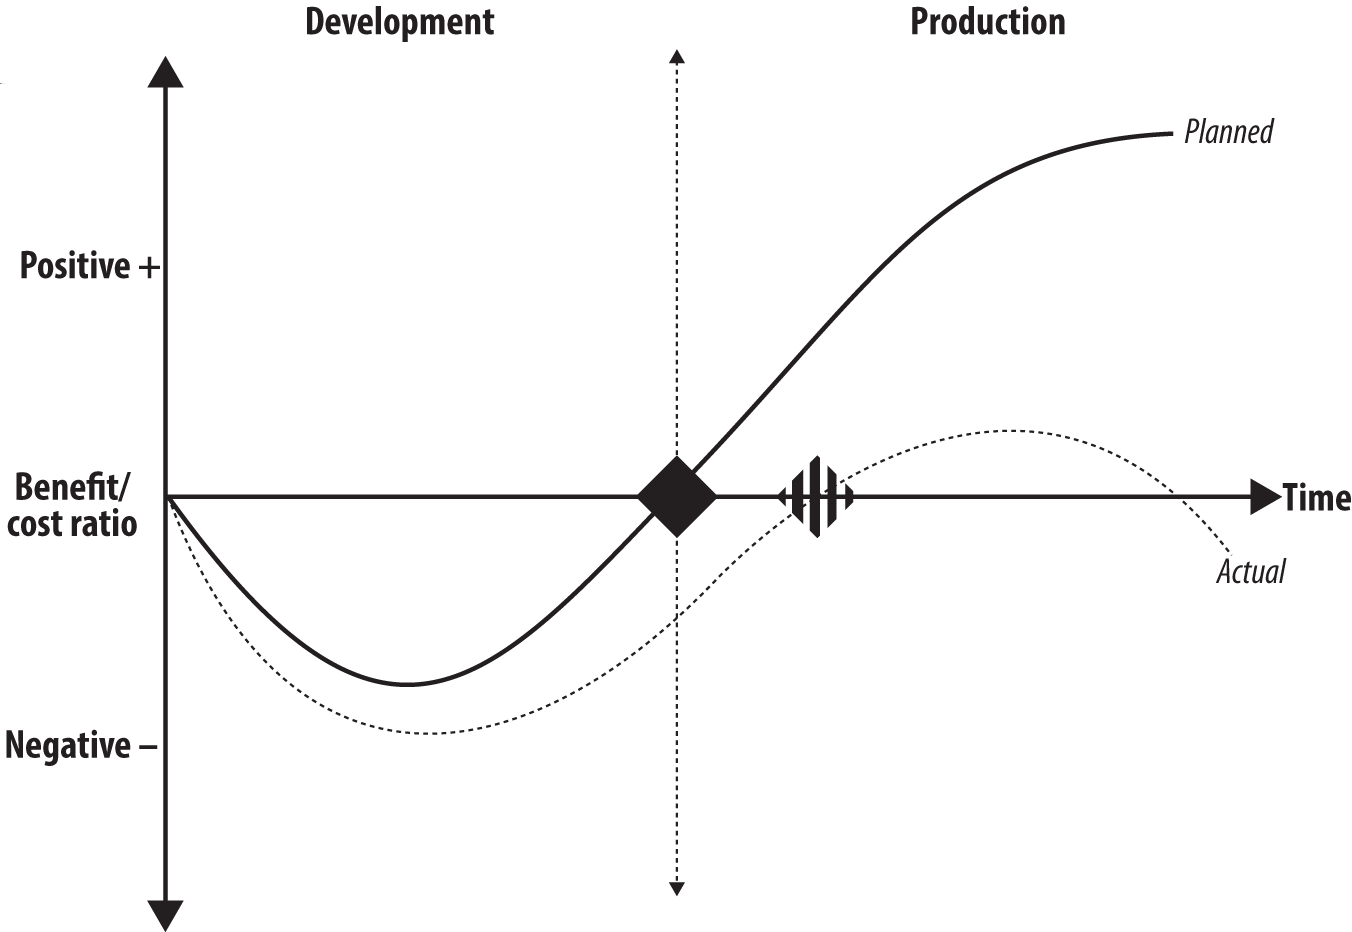 Development
Production
Planned
Positive +
Benefit/
cost ratio
Time
Actual
Negative –